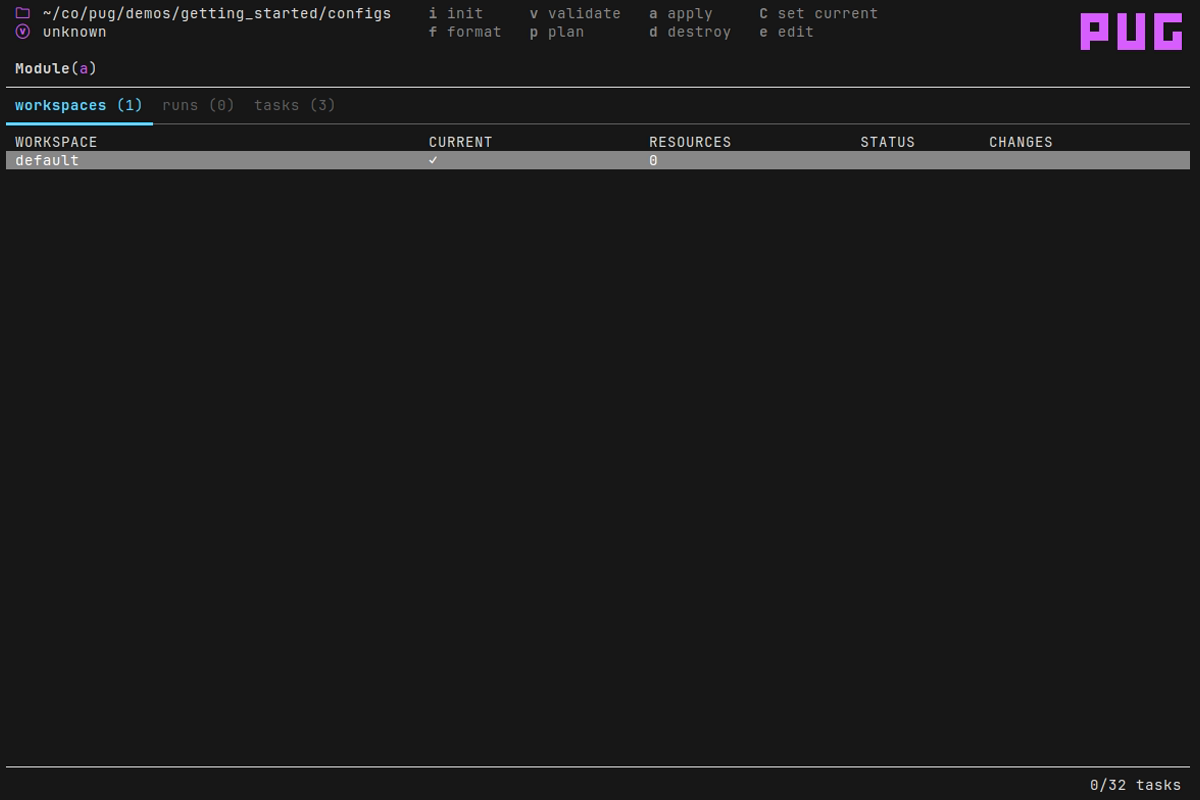 ~/co/pug/demos/getting_started/configs i init v validate a apply C set current
unknown f format p plan d destroy e edit
PUG
Module(a)
workspaces (1) runs (0) tasks (3)
WORKSPACE CURRENT RESOURCES STATUS CHANGES
default ✓ 0
0/32 tasks